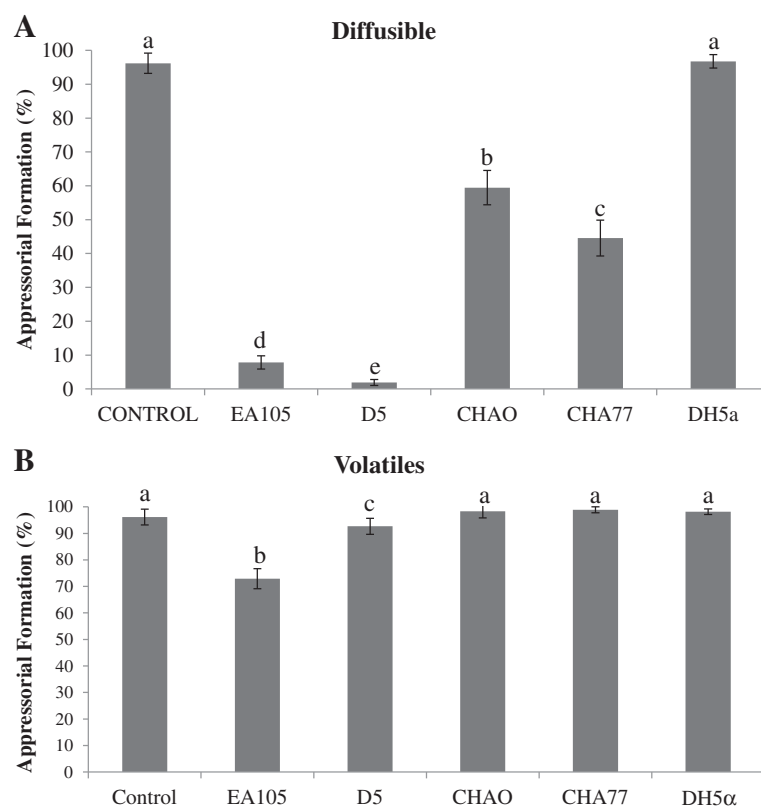 A
Diffusible
Appressorial Formation (%)
100
90
80
70
60
50
40
30
20
10
0
a
d
e
b
c
a
CONTROL EA105 D5 CHAO CHA77 DH5a
B
Volatiles
Appressorial Formation (%)
100
90
80
70
60
50
40
30
20
10
0
a
b
c
a
a
a
Control EA105 D5 CHAO CHA77 DH5α